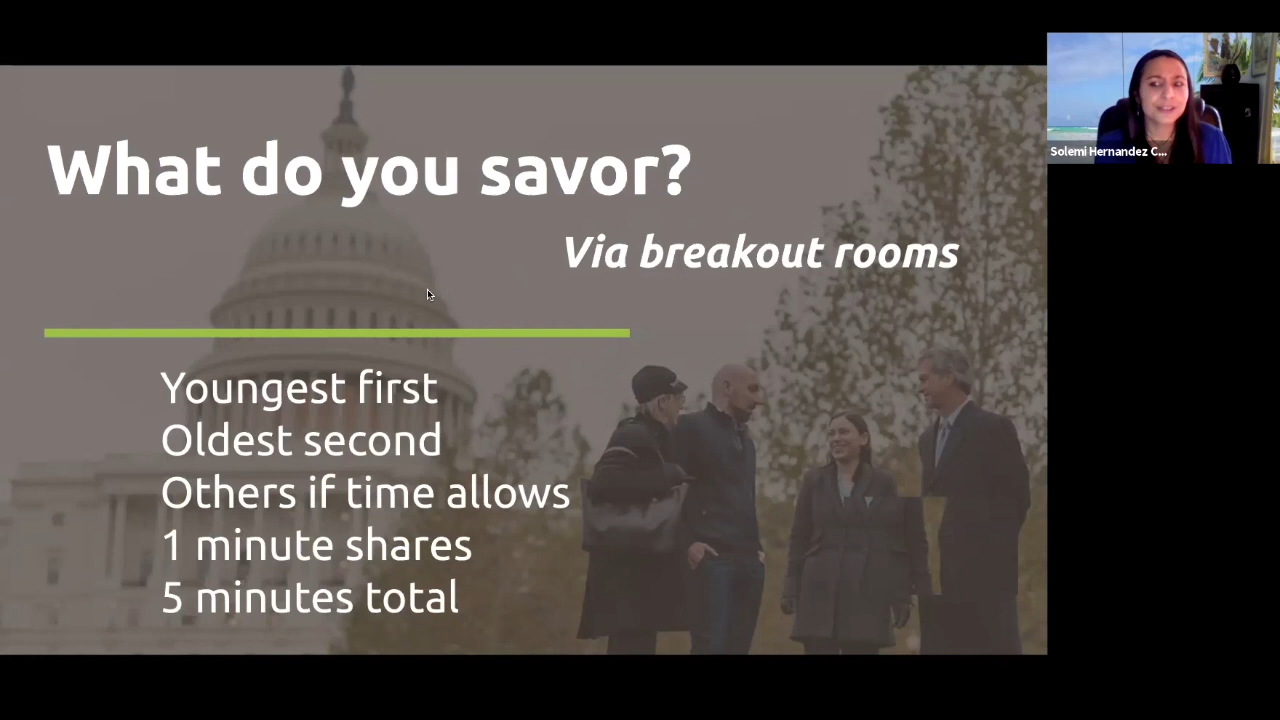 What do you savor?
Via breakout rooms
Youngest first
Oldest second
Others if time allows
1 minute shares
5 minutes total
Solemi Hernandez C...